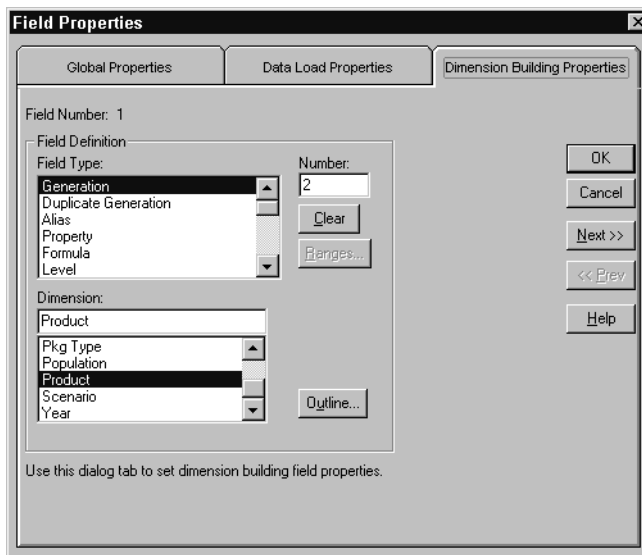 Field Properties
Global Properties
Data Load Properties
Dimension Building Properties
Field Number: 1
Field Definition
Field Type:
Number:
Generation
Duplicate Generation
Alias
Property
Formula
Level
2
Clear
Ranges...
Dimension:
Product
Pkg Type
Population
Product
Scenario
Year
Outline...
OK
Cancel
Next >>
<< Prev
Help
Use this dialog tab to set dimension building field properties.